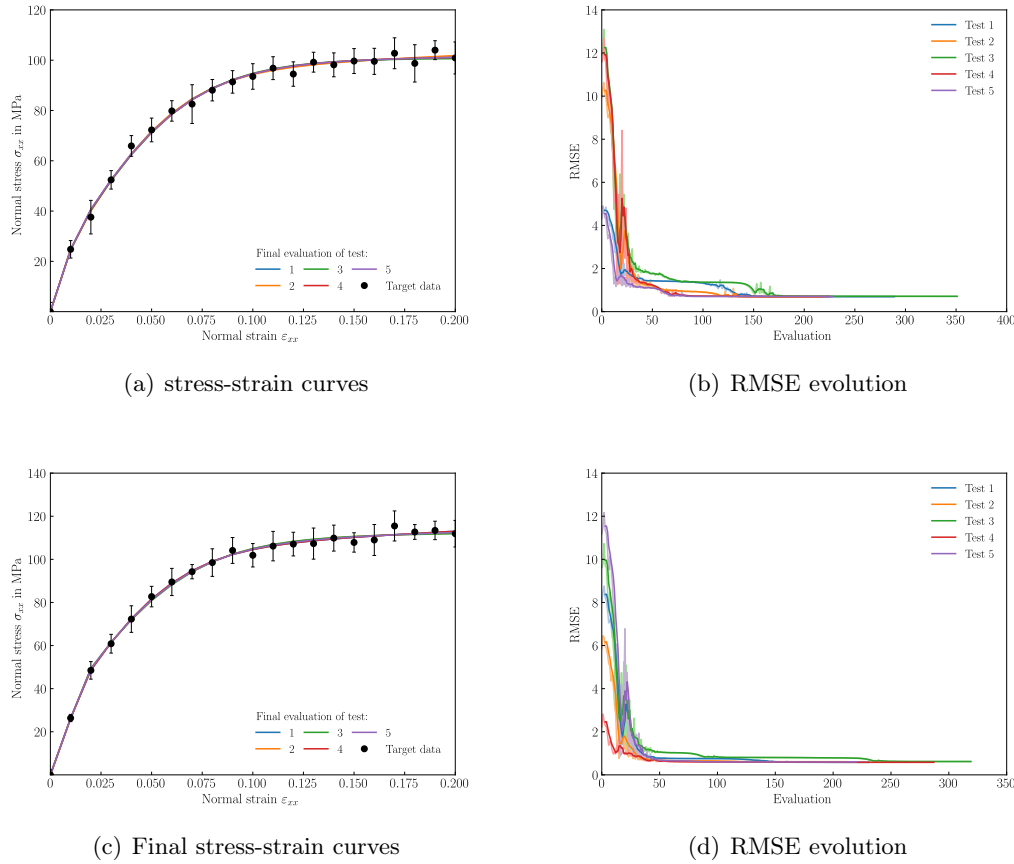 120
100
80
60
40
20
0
0.025
0.050
0.075
0.100
0.125
0.150
0.175
0.200
Normal stress σxx in MPa
Normal strain εxx
Final evaluation of test:
1
3
5
2
4
Target data
(a) stress-strain curves
14
12
10
8
6
4
2
0
0
50
100
150
200
250
300
350
400
RMSE
Evaluation
Test 1
Test 2
Test 3
Test 4
Test 5
(b) RMSE evolution
140
120
100
80
60
40
20
0
0.025
0.050
0.075
0.100
0.125
0.150
0.175
0.200
Normal stress σxx in MPa
Normal strain εxx
Final evaluation of test:
1
3
5
2
4
Target data
(c) Final stress-strain curves
14
12
10
8
6
4
2
0
0
50
100
150
200
250
300
350
RMSE
Evaluation
Test 1
Test 2
Test 3
Test 4
Test 5
(d) RMSE evolution